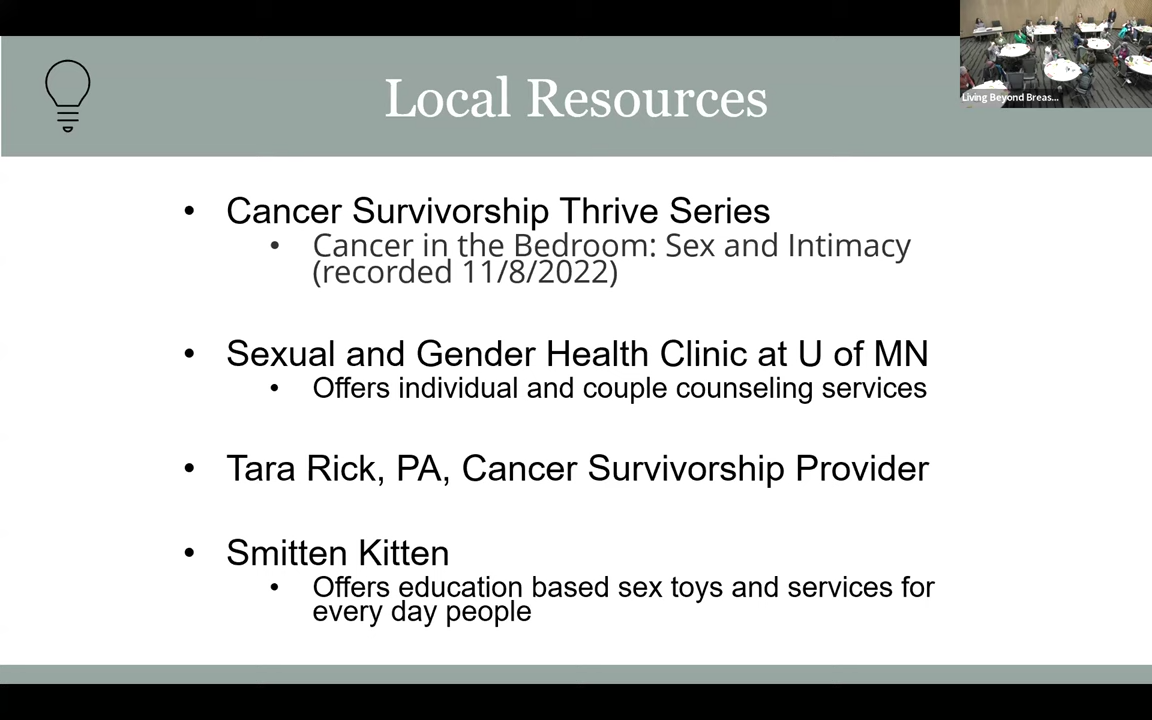 Local Resources
Living Beyond Breas...
• Cancer Survivorship Thrive Series
• Cancer in the Bedroom: Sex and Intimacy
(recorded 11/8/2022)
• Sexual and Gender Health Clinic at U of MN
• Offers individual and couple counseling services
• Tara Rick, PA, Cancer Survivorship Provider
• Smitten Kitten
• Offers education based sex toys and services for
every day people